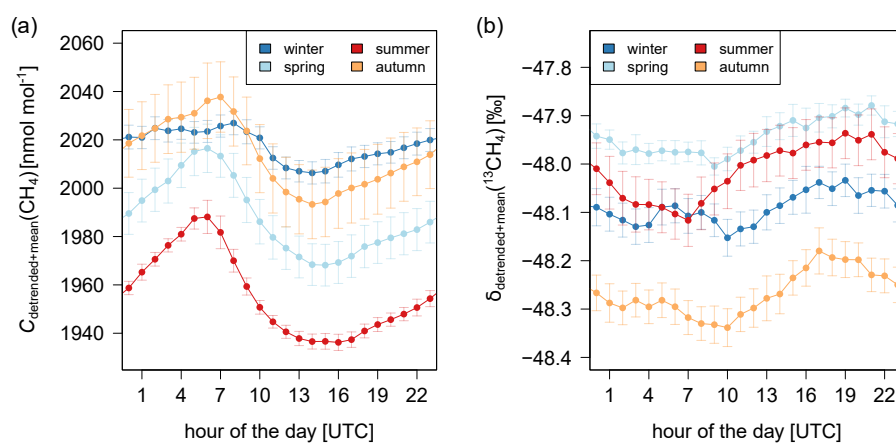 (a)
C detrended+mean(CH4) [nmol mol-1]
2060
2040
2020
2000
1980
1960
1940
winter
spring
summer
autumn
1 4 7 10 13 16 19 22
hour of the day [UTC]
(b)
δ detrended+mean(13CH4) [‰]
−47.8
−47.9
−48.0
−48.1
−48.2
−48.3
−48.4
winter
spring
summer
autumn
1 4 7 10 13 16 19 22
hour of the day [UTC]